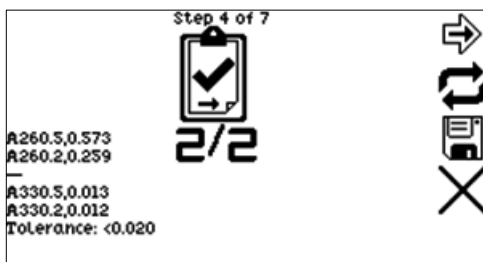 Step 4 of 7
2/2
A260.5,0.573
A260.2,0.259
A330.5,0.013
A330.2,0.012
Tolerance: <0.020